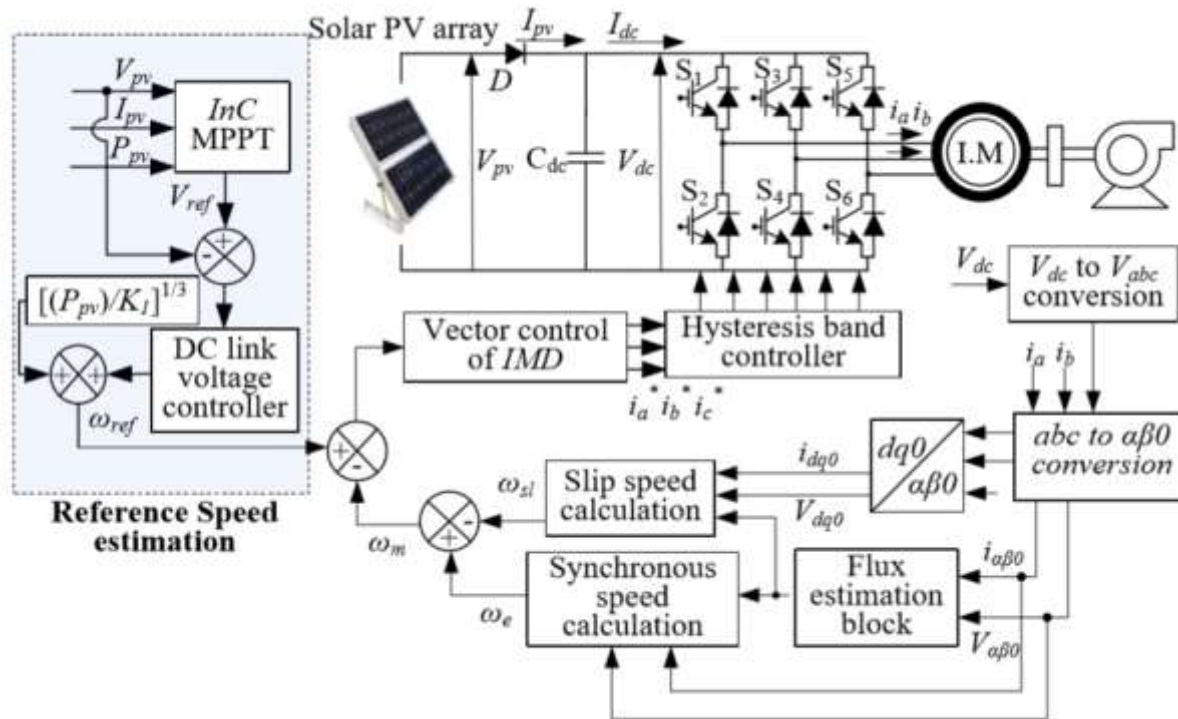 Solar PV array
I_pv
I_dc
V_pv
I_pv
P_pv
InC
MPPT
V_ref
+
-
[(P_pv)/K_1]^{1/3}
DC link
voltage
controller
+
+
ω_ref
Reference Speed
estimation
D
V_pv
C_dc
V_dc
S_1
S_3
S_5
S_2
S_4
S_6
i_a i_b
I.M
Vector control
of IMD
i_a^* i_b^* i_c^*
Hysteresis band
controller
V_dc
V_dc to V_abc
conversion
i_a i_b
abc to αβ0
conversion
dq0
αβ0
i_dq0
V_dq0
+
-
Slip speed
calculation
ω_sl
-
+
ω_m
ω_e
Synchronous
speed
calculation
Flux
estimation
block
i_αβ0
V_αβ0